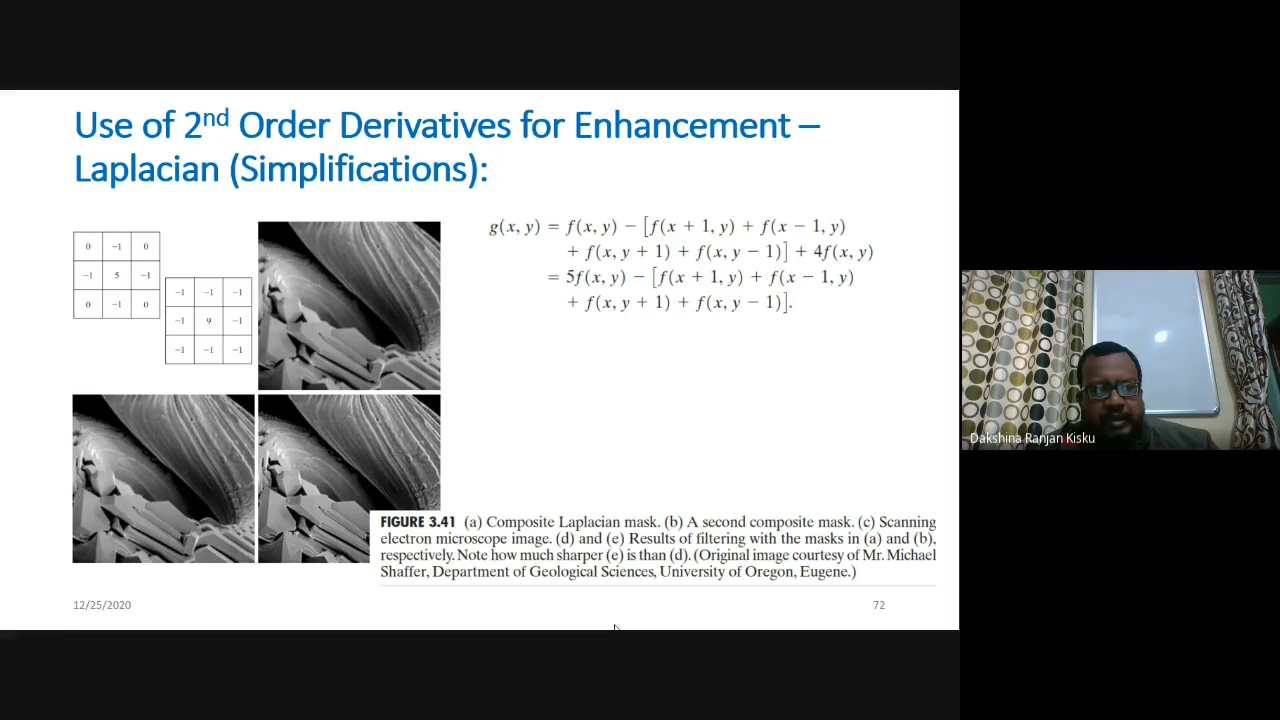 Use of 2nd Order Derivatives for Enhancement –
Laplacian (Simplifications):
0 −1 0
−1 5 −1
0 −1 0
−1 −1 −1
−1 9 −1
−1 −1 −1
g(x, y) = f(x, y) − [f(x + 1, y) + f(x − 1, y)
+ f(x, y + 1) + f(x, y − 1)] + 4f(x, y)
= 5f(x, y) − [f(x + 1, y) + f(x − 1, y)
+ f(x, y + 1) + f(x, y − 1)].
FIGURE 3.41 (a) Composite Laplacian mask. (b) A second composite mask. (c) Scanning
electron microscope image. (d) and (e) Results of filtering with the masks in (a) and (b),
respectively. Note how much sharper (e) is than (d). (Original image courtesy of Mr. Michael
Shaffer, Department of Geological Sciences, University of Oregon, Eugene.)
12/25/2020
72
Dakshina Ranjan Kisku